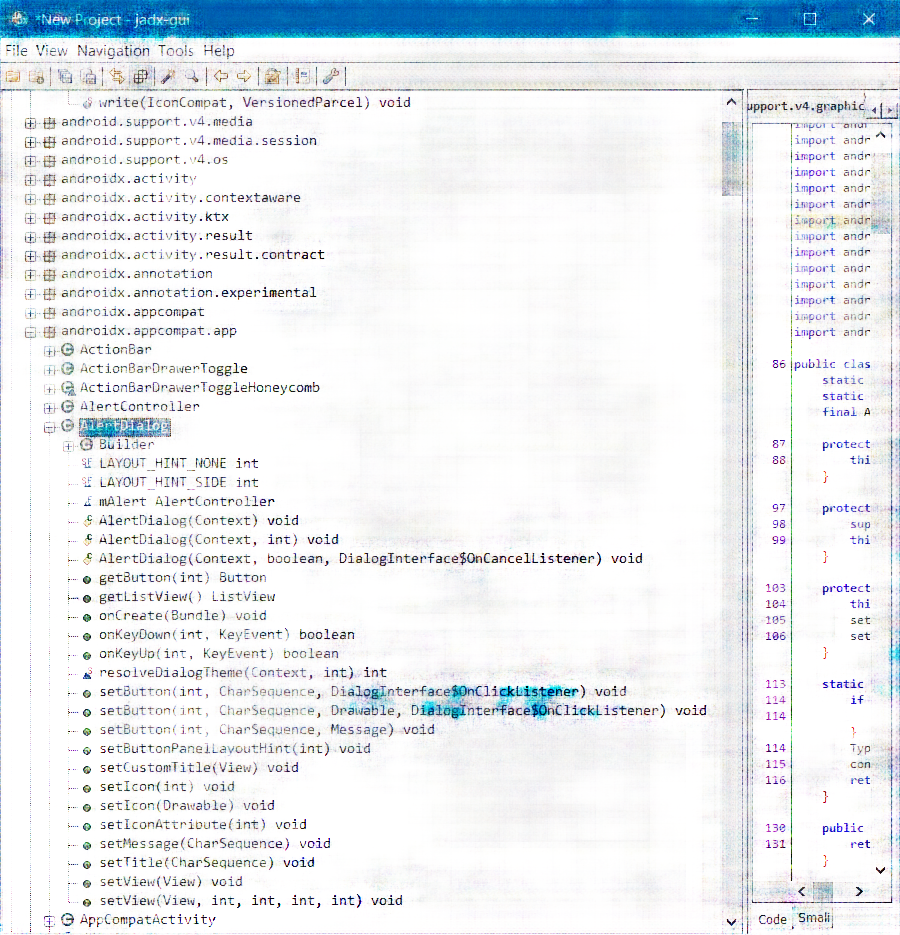 *New Project - jadx-gui
File View Navigation Tools Help
write(IconCompat, VersionedParcel) void
android.support.v4.media
android.support.v4.media.session
android.support.v4.os
androidx.activity
androidx.activity.contextaware
androidx.activity.ktx
androidx.activity.result
androidx.activity.result.contract
androidx.annotation
androidx.annotation.experimental
androidx.appcompat
androidx.appcompat.app
ActionBar
ActionBarDrawerToggle
ActionBarDrawerToggleHoneycomb
AlertController
AlertDialog
Builder
LAYOUT_HINT_NONE int
LAYOUT_HINT_SIDE int
mAlert AlertController
AlertDialog(Context) void
AlertDialog(Context, int) void
AlertDialog(Context, boolean, DialogInterface$OnCancelListener) void
getButton(int) Button
getListView() ListView
onCreate(Bundle) void
onKeyDown(int, KeyEvent) boolean
onKeyUp(int, KeyEvent) boolean
resolveDialogTheme(Context, int) int
setButton(int, CharSequence, DialogInterface$OnClickListener) void
setButton(int, CharSequence, Drawable, DialogInterface$OnClickListener) void
setButton(int, CharSequence, Message) void
setButtonPanelLayoutHint(int) void
setCustomTitle(View) void
setIcon(int) void
setIcon(Drawable) void
setIconAttribute(int) void
setMessage(CharSequence) void
setTitle(CharSequence) void
setView(View) void
setView(View, int, int, int, int) void
AppCompatActivity
upport.v4.graphic
import andr
import andr
import andr
import andr
import andr
import andr
import andr
import andr
import andr
import andr
import andr
import andr
import andr
import andr
86 public clas
static
static
final A
87 protect
88 thi
}
97 protect
98 sup
99 thi
}
103 protect
104 thi
105 set
106 set
}
113 static
114 if
114
}
114 Typ
115 con
116 ret
}
130 public
131 ret
}
Code Smali